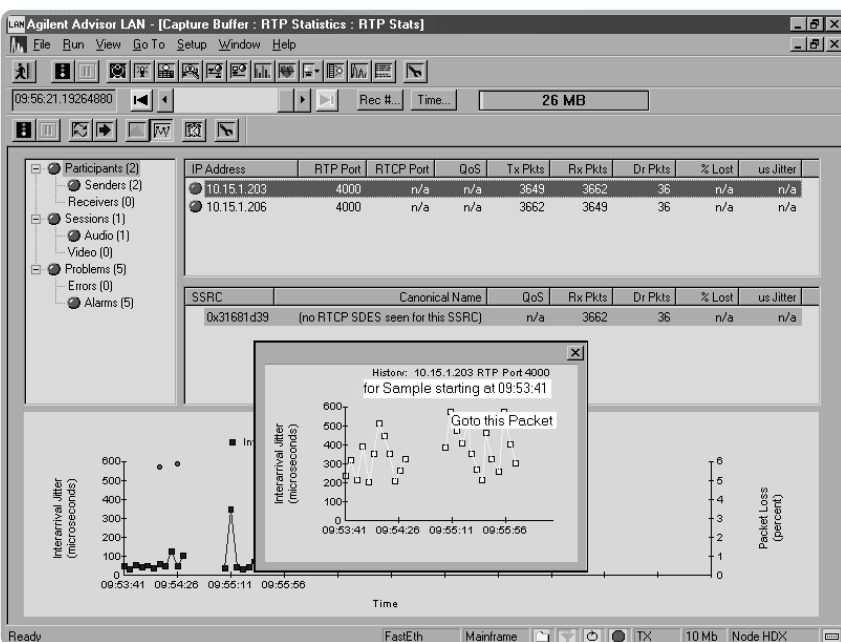 LAN Agilent Advisor LAN - [Capture Buffer : RTP Statistics : RTP Stats]
File Run View Go To Setup Window Help
09:56:21.19264880 Rec #... Time... 26 MB
Participants (2)
Senders (2)
Receivers (0)
Sessions (1)
Audio (1)
Video (0)
Problems (5)
Errors (0)
Alarms (5)
IP Address RTP Port RTCP Port QoS Tx Pkts Rx Pkts Dr Pkts % Lost us Jitter
10.15.1.203 4000 n/a n/a 3649 3662 36 n/a n/a
10.15.1.206 4000 n/a n/a 3662 3649 36 n/a n/a
SSRC Canonical Name QoS Rx Pkts Dr Pkts % Lost us Jitter
0x31681d39 (no RTCP SDES seen for this SSRC) n/a 3662 36 n/a n/a
History: 10.15.1.203 RTP Port 4000
for Sample starting at 09:53:41
Goto this Packet
Interarrival Jitter
(microseconds)
600
500
400
300
200
100
0
09:53:41 09:54:26 09:55:11 09:55:56
Interarrival Jitter
(microseconds)
600
500
400
300
200
100
0
09:53:41 09:54:26 09:55:11 09:55:56
Time
6
5
4
3
2
1
0
Packet Loss
(percent)
Ready FastEth Mainframe TX 10 Mb Node HDX